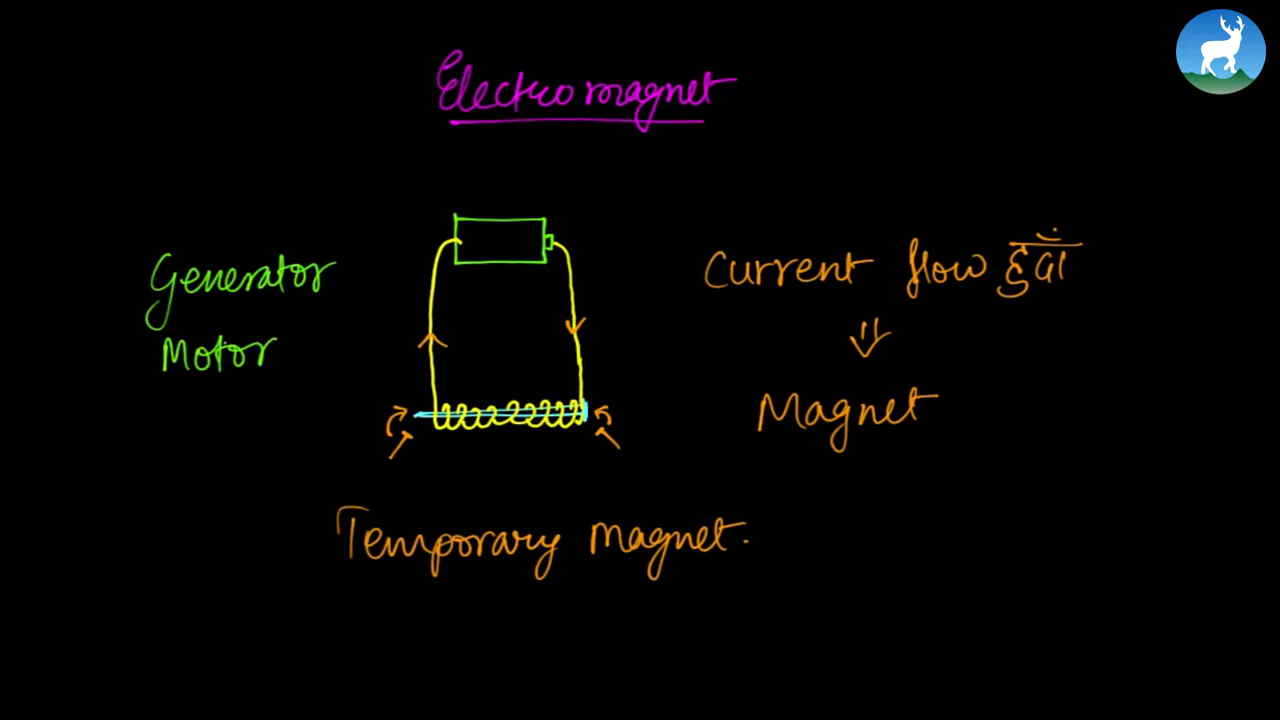 Electromagnet
Generator
Motor
Current flow
⇓
Magnet
Temporary Magnet.